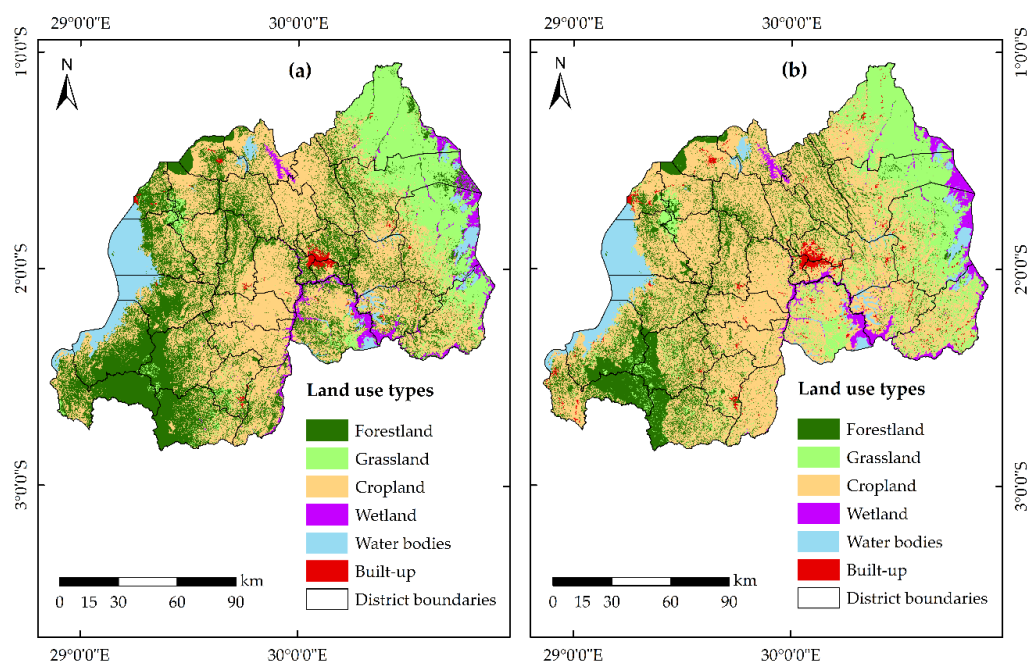 29°0'0"E 30°0'0"E 29°0'0"E 30°0'0"E
1°0'0"S 1°0'0"S
N (a) N (b)
2°0'0"S 2°0'0"S
Land use types Land use types
Forestland Forestland
Grassland Grassland
Cropland Cropland
3°0'0"S Wetland Wetland 3°0'0"S
Water bodies Water bodies
km Built-up km Built-up
0 15 30 60 90 District boundaries 0 15 30 60 90 District boundaries
29°0'0"E 30°0'0"E 29°0'0"E 30°0'0"E